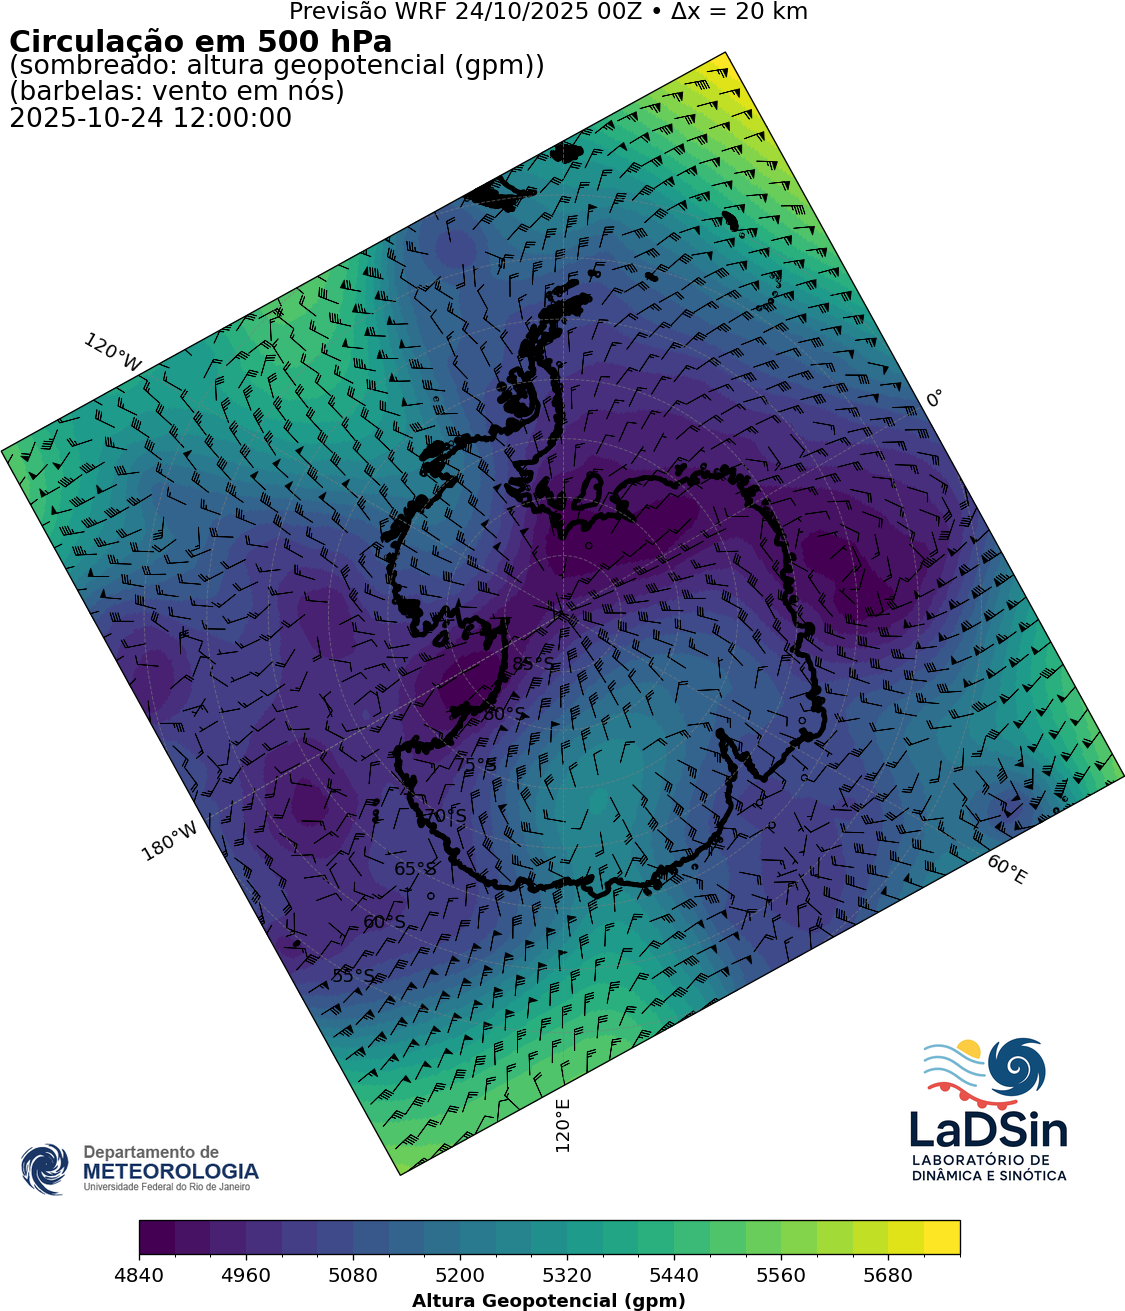 Previsão WRF 24/10/2025 00Z • Δx = 20 km
Circulação em 500 hPa
(sombreado: altura geopotencial (gpm))
(barbelas: vento em nós)
2025-10-24 12:00:00
120°W
0°
85°S
80°S
75°S
70°S
180°W
65°S
60°E
60°S
55°S
120°E
LaDSin
LABORATÓRIO DE
DINÂMICA E SINÓTICA
Departamento de
METEOROLOGIA
Universidade Federal do Rio de Janeiro
4840 4960 5080 5200 5320 5440 5560 5680
Altura Geopotencial (gpm)